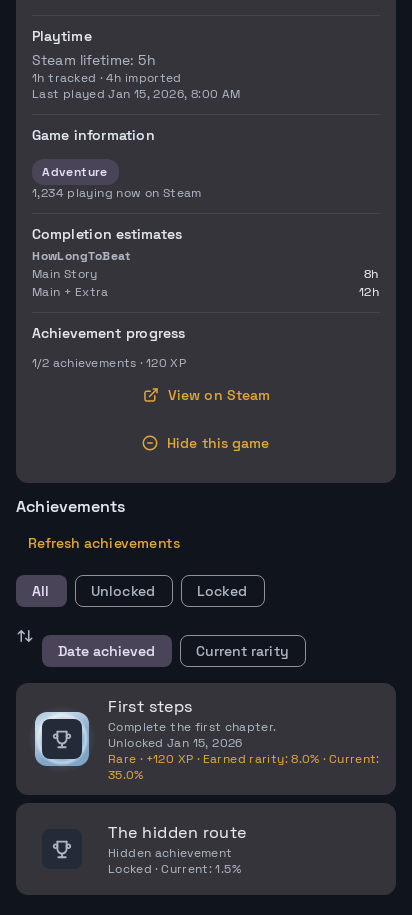 Playtime
Steam lifetime: 5h
1h tracked · 4h imported
Last played Jan 15, 2026, 8:00 AM
Game information
Adventure
1,234 playing now on Steam
Completion estimates
HowLongToBeat
Main Story 8h
Main + Extra 12h
Achievement progress
1/2 achievements · 120 XP
View on Steam
Hide this game
Achievements
Refresh achievements
All Unlocked Locked
Date achieved Current rarity
First steps
Complete the first chapter.
Unlocked Jan 15, 2026
Rare · +120 XP · Earned rarity: 8.0% · Current:
35.0%
The hidden route
Hidden achievement
Locked · Current: 1.5%